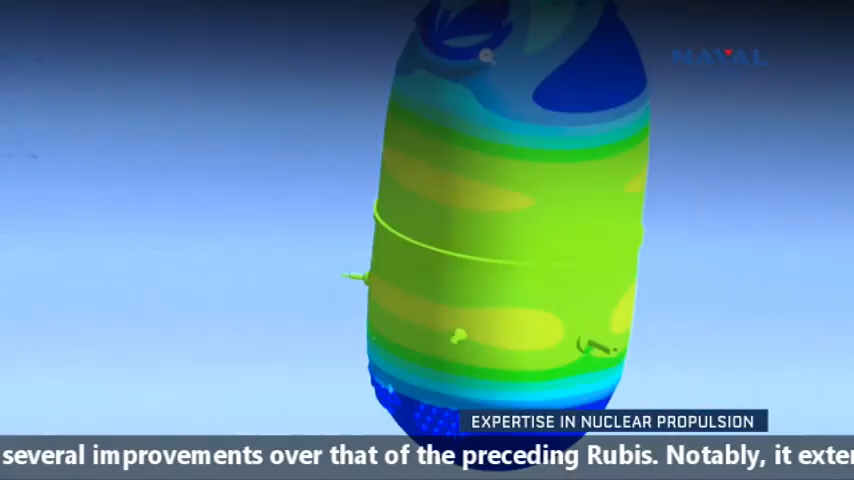 NAVAL
EXPERTISE IN NUCLEAR PROPULSION
several improvements over that of the preceding Rubis. Notably, it exter